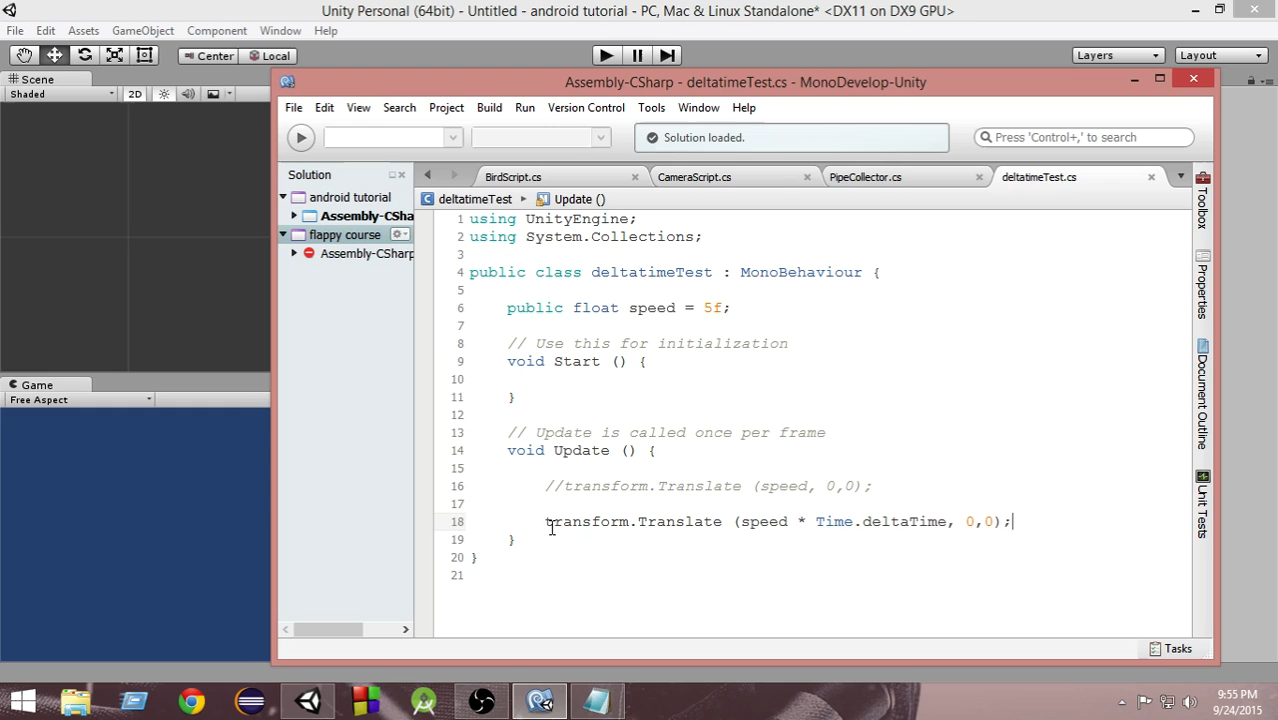 Unity Personal (64bit) - Untitled - android tutorial - PC, Mac & Linux Standalone* <DX11 on DX9 GPU>
File Edit Assets GameObject Component Window Help
Center Local Layers Layout
Scene
Shaded 2D
Game
Free Aspect
Assembly-CSharp - deltatimeTest.cs - MonoDevelop-Unity
File Edit View Search Project Build Run Version Control Tools Window Help
Solution loaded.
Press 'Control+,' to search
Solution
android tutorial
Assembly-CSha
flappy course
Assembly-CSharp
BirdScript.cs CameraScript.cs PipeCollector.cs deltatimeTest.cs
deltatimeTest Update ()
1 using UnityEngine;
2 using System.Collections;
3
4 public class deltatimeTest : MonoBehaviour {
5
6 public float speed = 5f;
7
8 // Use this for initialization
9 void Start () {
10
11 }
12
13 // Update is called once per frame
14 void Update () {
15
16 //transform.Translate (speed, 0,0);
17
18 transform.Translate (speed * Time.deltaTime, 0,0);
19 }
20 }
21
Toolbox
Properties
Document Outline
Unit Tests
Tasks
9:55 PM
9/24/2015